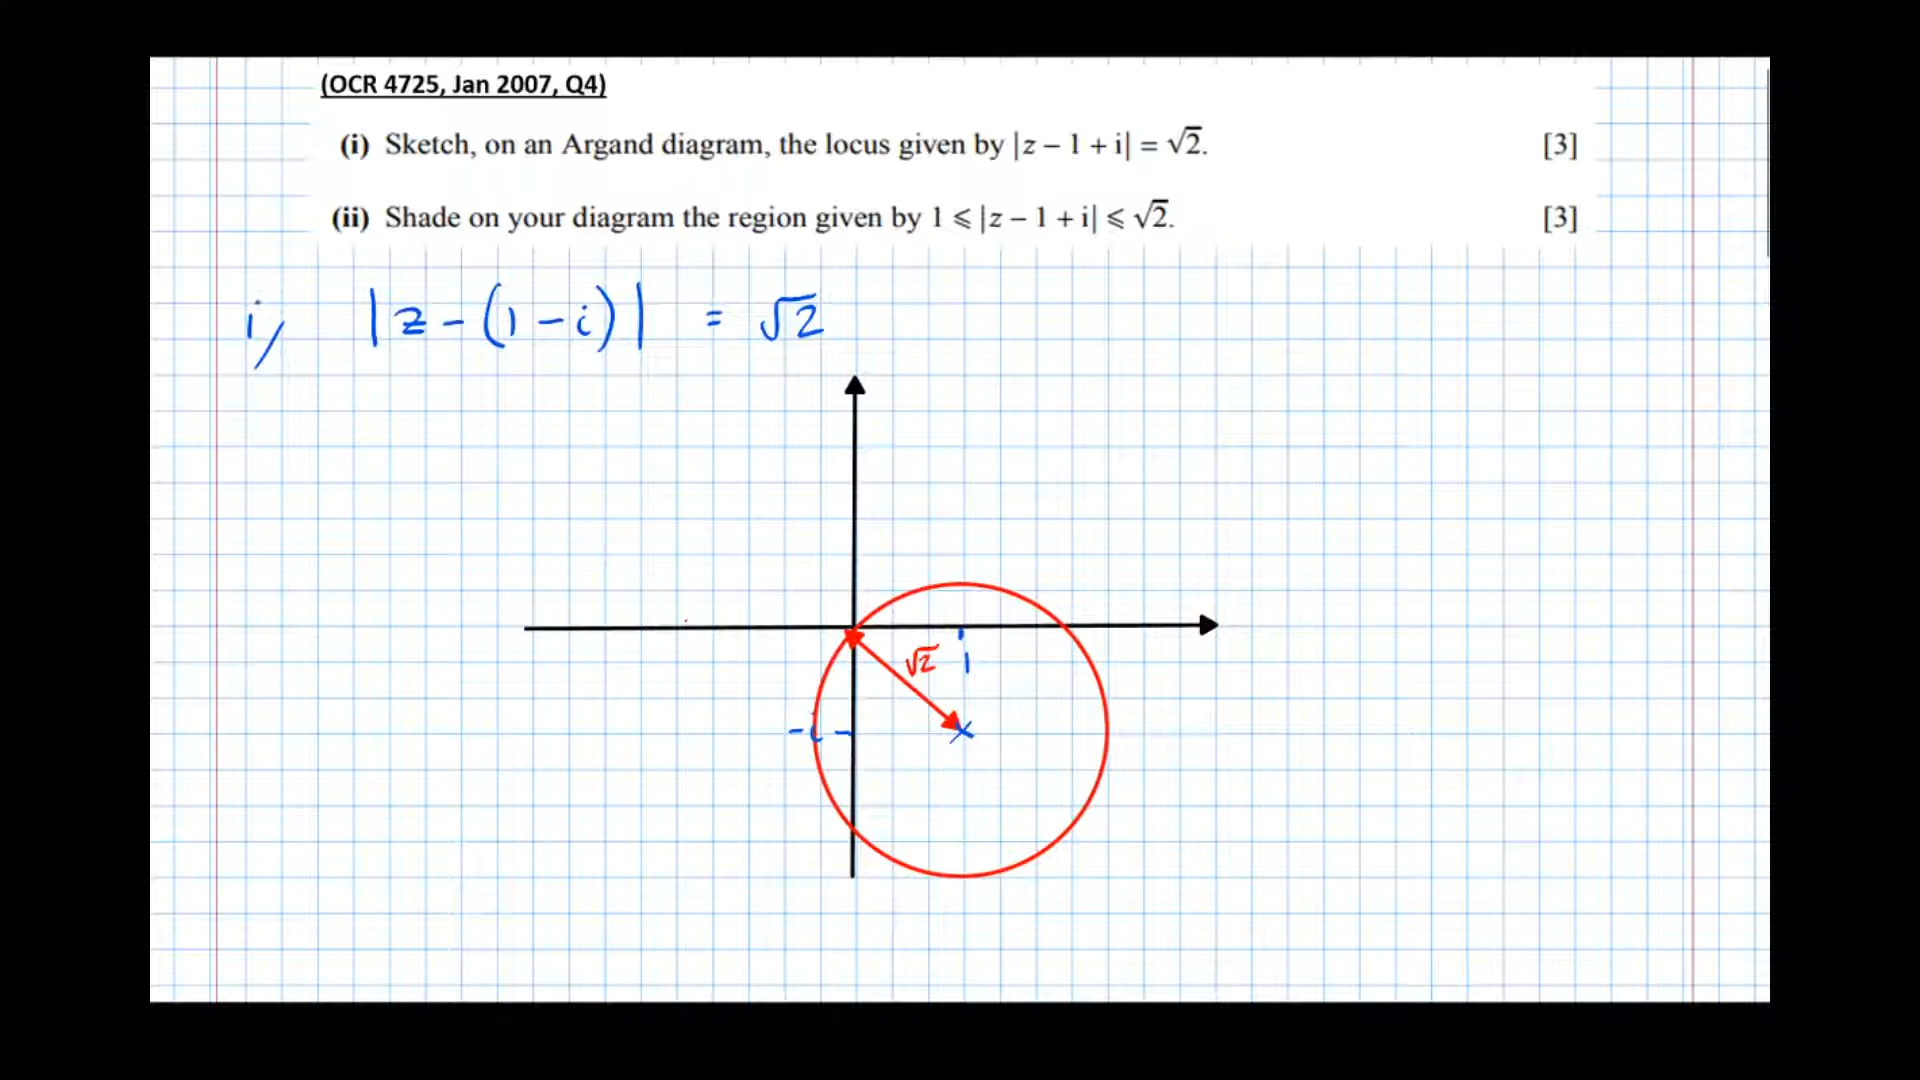 (OCR 4725, Jan 2007, Q4)
(i) Sketch, on an Argand diagram, the locus given by |z − 1 + i| = √2. [3]
(ii) Shade on your diagram the region given by 1 ⩽ |z − 1 + i| ⩽ √2. [3]
i, |z - (1 - i)| = √2
√2 1
-i